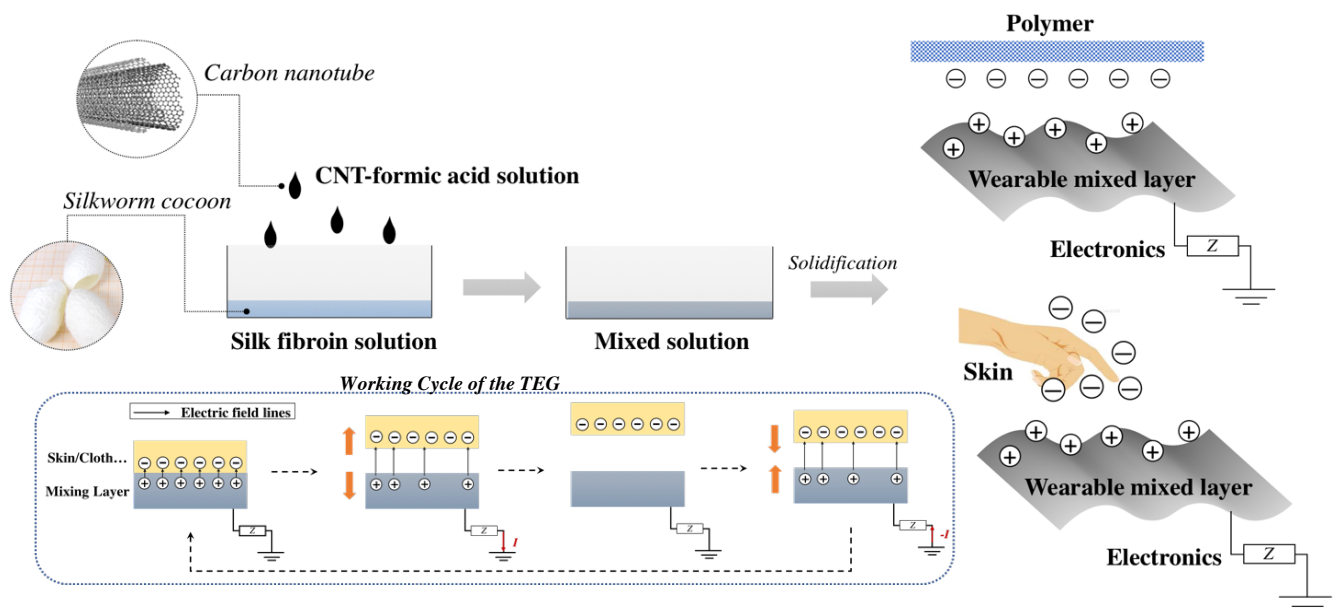 Carbon nanotube
CNT-formic acid solution
Silkworm cocoon
Silk fibroin solution
Mixed solution
Solidification
Polymer
Wearable mixed layer
Z
Electronics
Skin
Wearable mixed layer
Z
Electronics
Working Cycle of the TEG
Electric field lines
Skin/Cloth…
Mixing Layer
Z
Z
I
Z
Z
-I